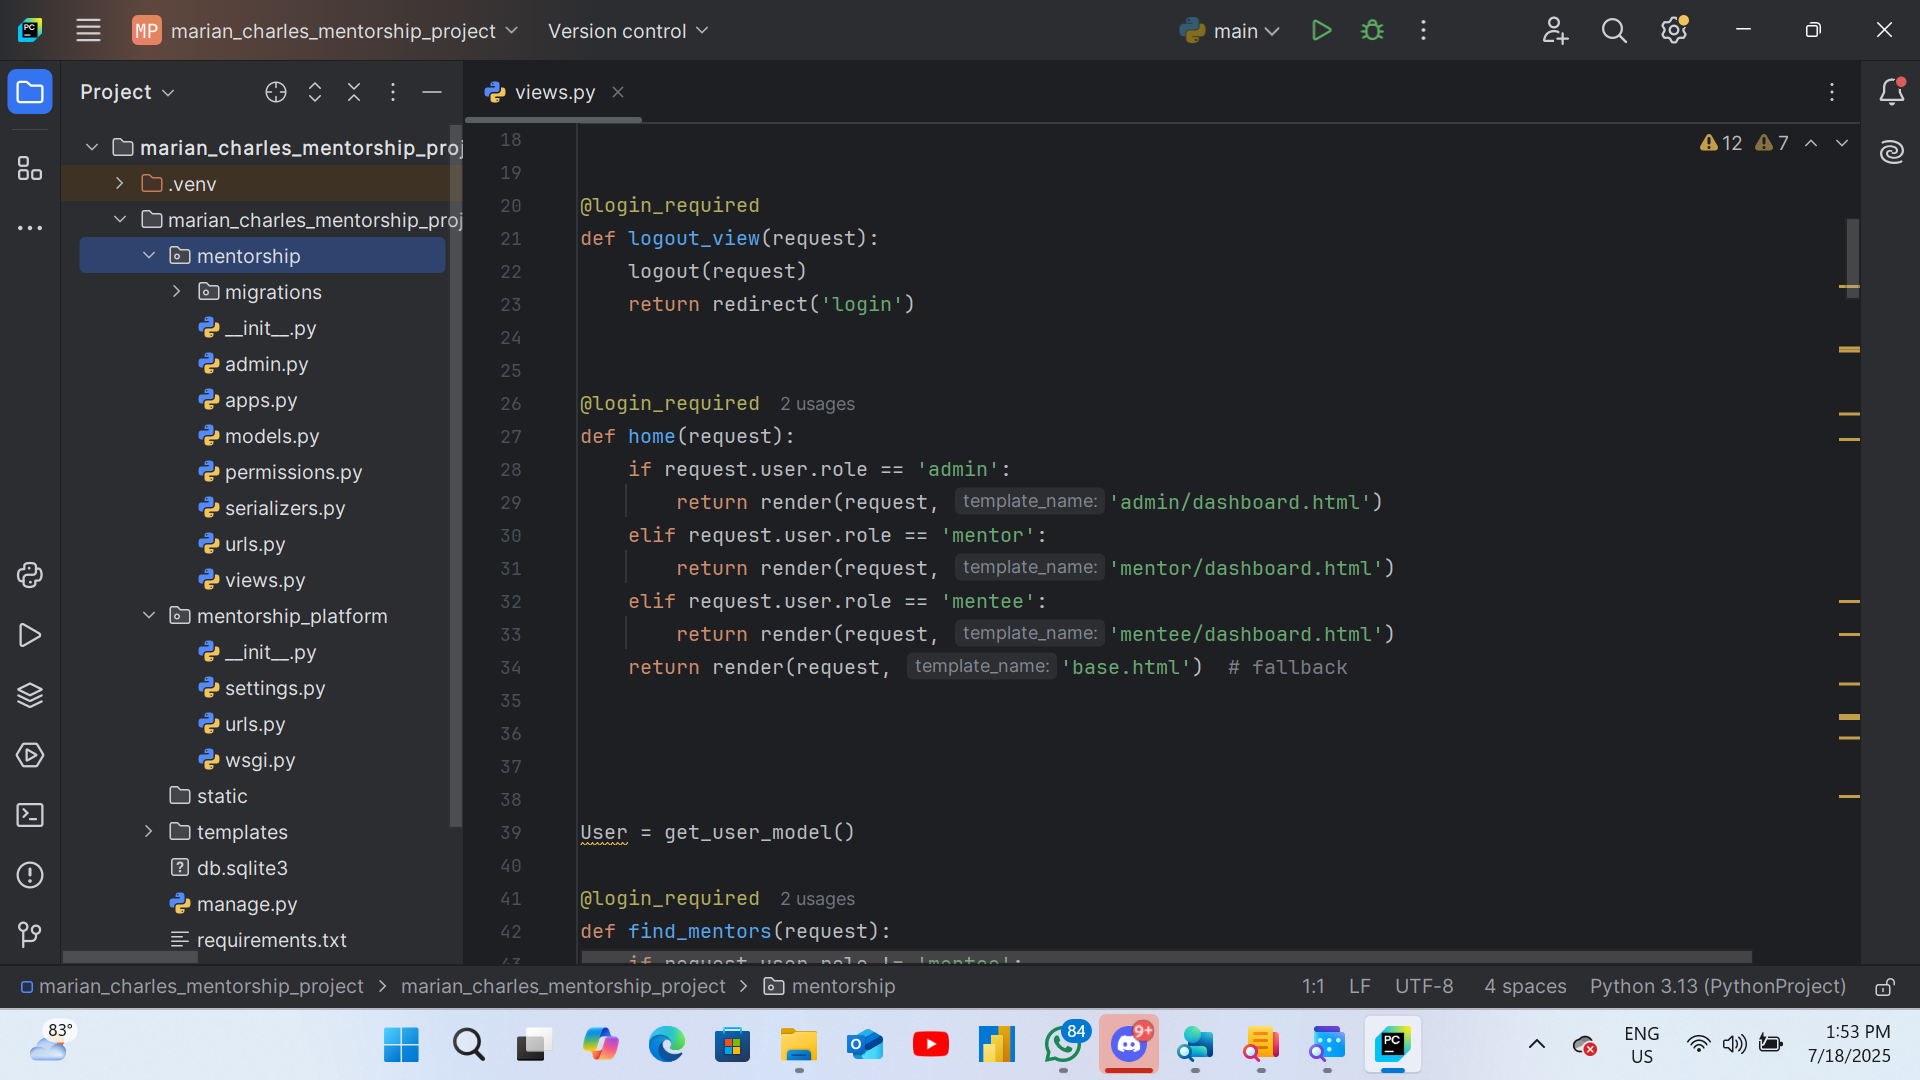 PC
MP marian_charles_mentorship_project Version control main
Project
views.py
marian_charles_mentorship_proj
.venv
marian_charles_mentorship_proj
mentorship
migrations
__init__.py
admin.py
apps.py
models.py
permissions.py
serializers.py
urls.py
views.py
mentorship_platform
__init__.py
settings.py
urls.py
wsgi.py
static
templates
db.sqlite3
manage.py
requirements.txt
12 7
18
19
20 @login_required
21 def logout_view(request):
22 logout(request)
23 return redirect('login')
24
25
26 @login_required 2 usages
27 def home(request):
28 if request.user.role == 'admin':
29 return render(request, template_name: 'admin/dashboard.html')
30 elif request.user.role == 'mentor':
31 return render(request, template_name: 'mentor/dashboard.html')
32 elif request.user.role == 'mentee':
33 return render(request, template_name: 'mentee/dashboard.html')
34 return render(request, template_name: 'base.html') # fallback
35
36
37
38
39 User = get_user_model()
40
41 @login_required 2 usages
42 def find_mentors(request):
43 if request.user.role != 'mentee':
marian_charles_mentorship_project > marian_charles_mentorship_project > mentorship
1:1 LF UTF-8 4 spaces Python 3.13 (PythonProject)
83°
84
9+
PC
ENG
US
1:53 PM
7/18/2025